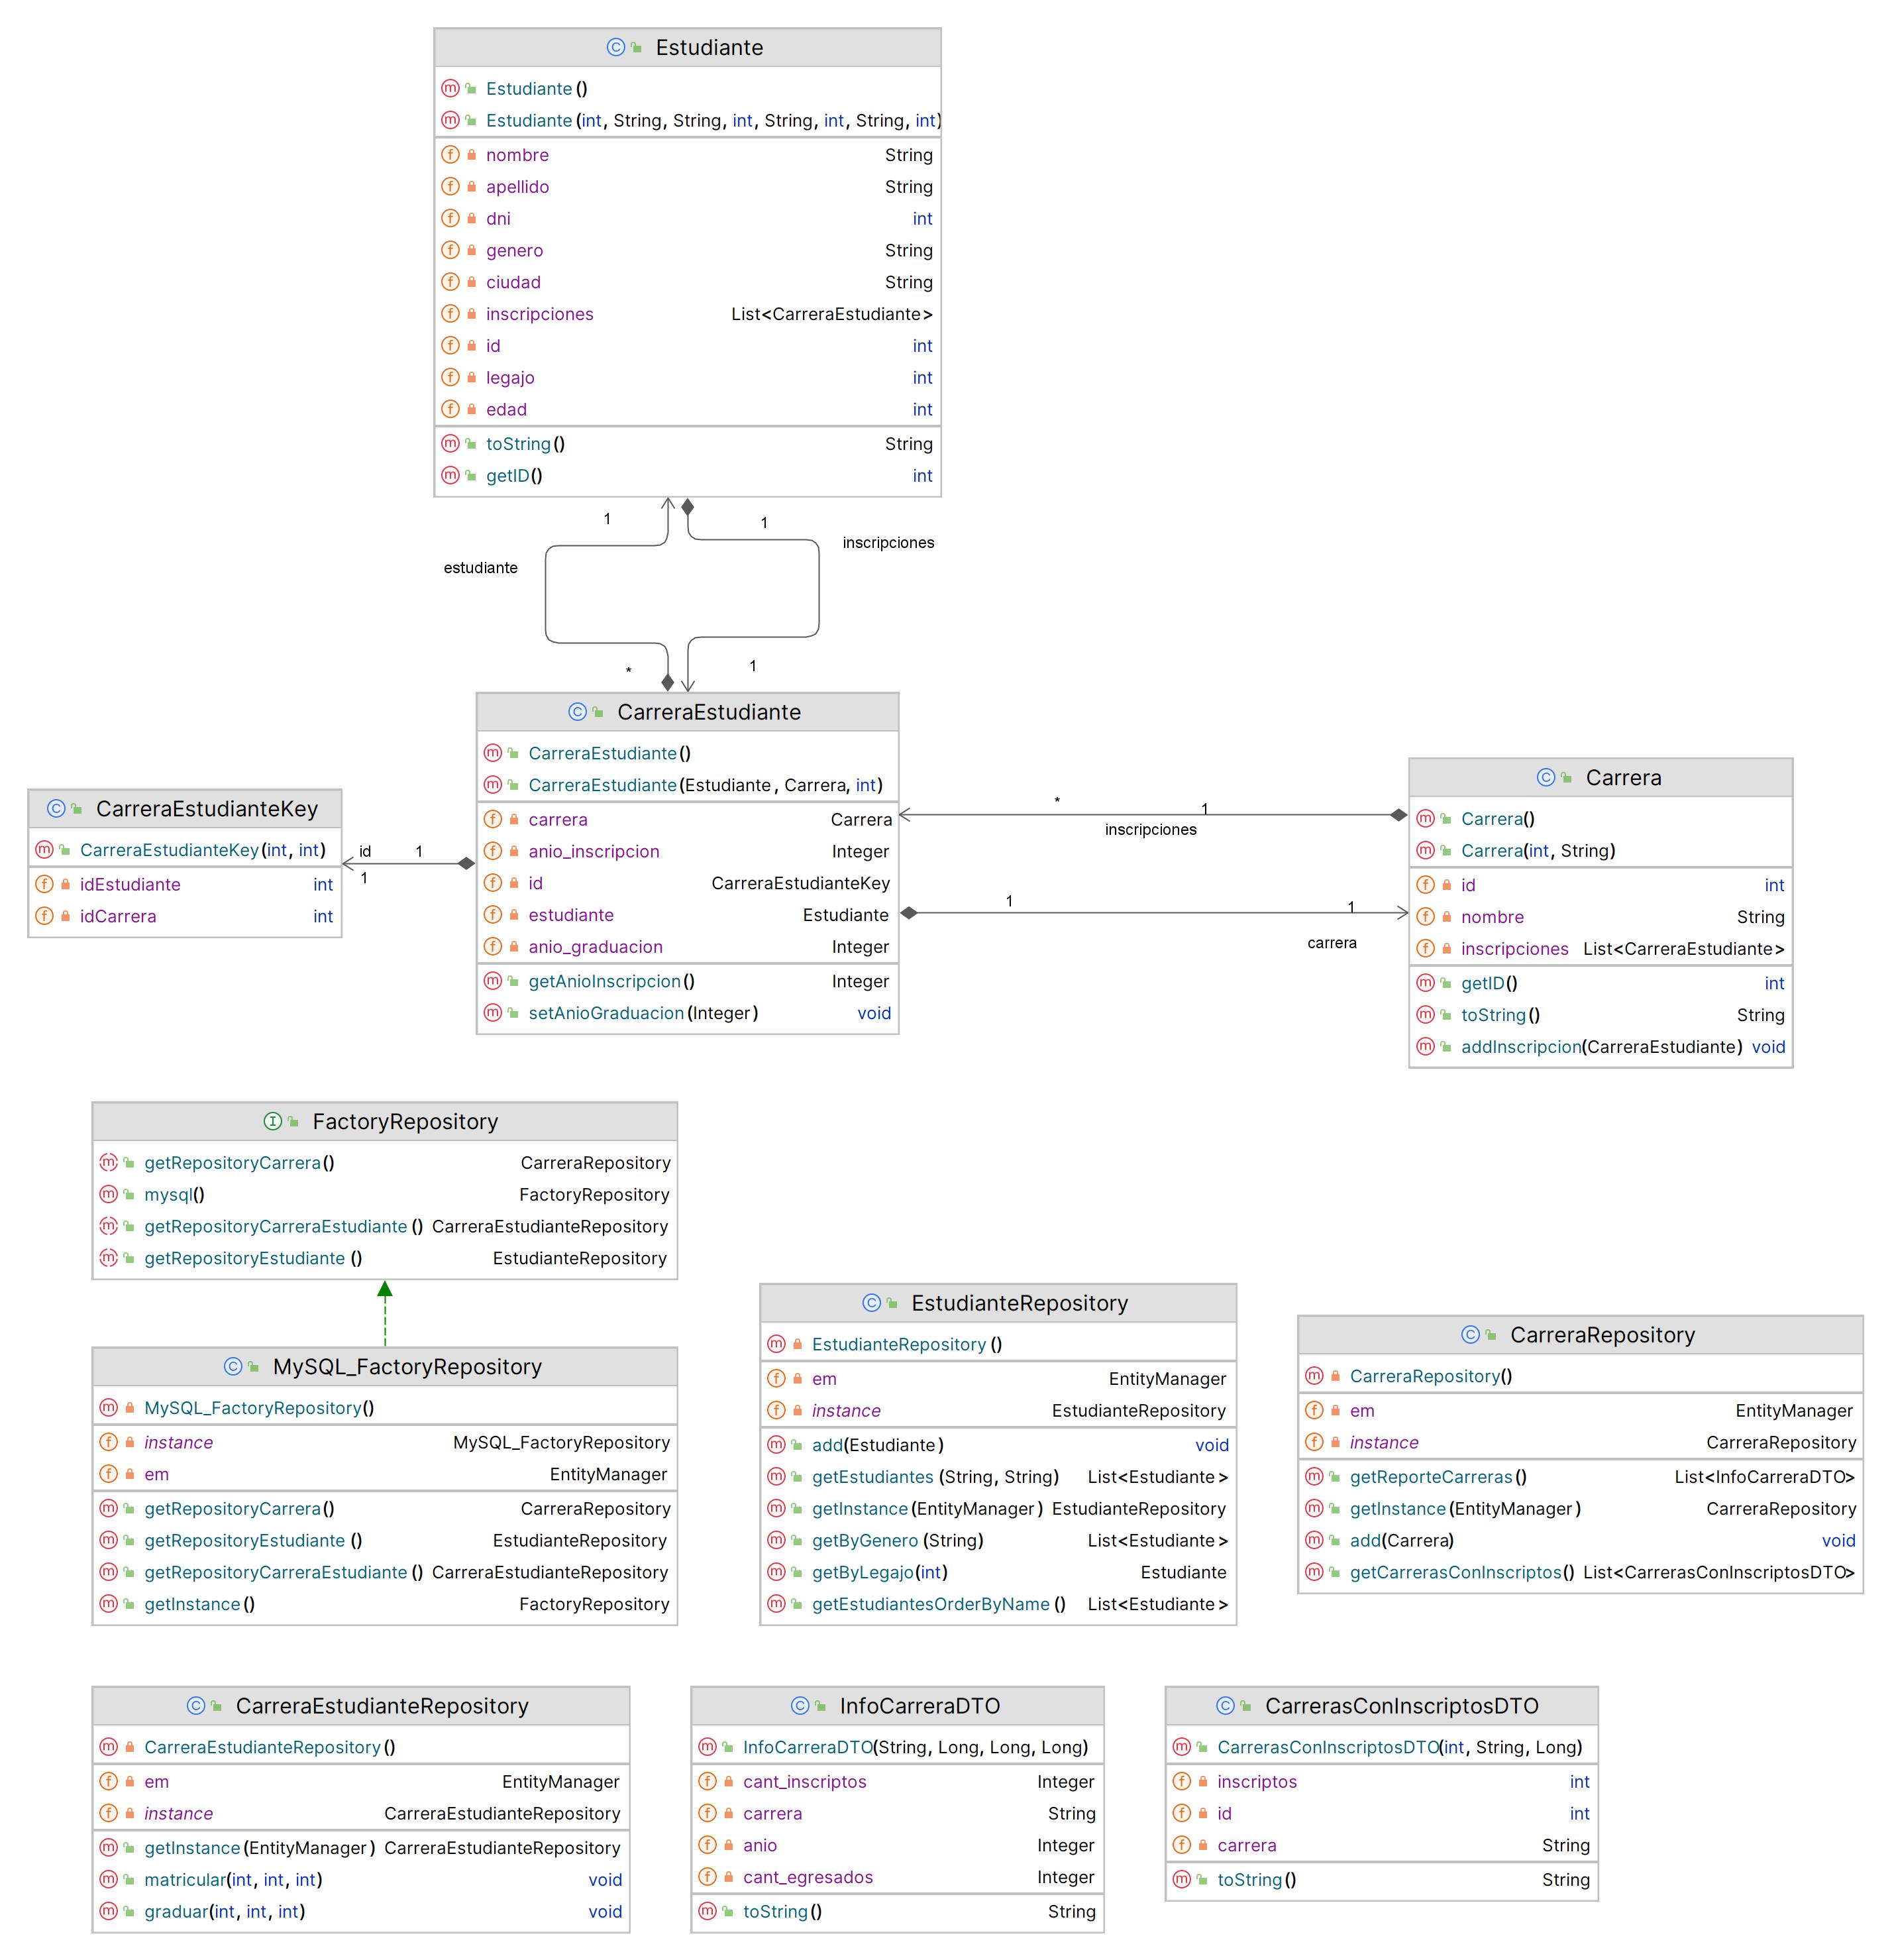 Estudiante
Estudiante()
Estudiante(int, String, String, int, String, int, String, int)
nombre String
apellido String
dni int
genero String
ciudad String
inscripciones List<CarreraEstudiante>
id int
legajo int
edad int
toString() String
getID() int
1 1
inscripciones
estudiante
* 1
CarreraEstudiante
CarreraEstudiante()
CarreraEstudiante(Estudiante, Carrera, int)
carrera Carrera
anio_inscripcion Integer
id CarreraEstudianteKey
estudiante Estudiante
anio_graduacion Integer
getAnioInscripcion() Integer
setAnioGraduacion(Integer) void
CarreraEstudianteKey
CarreraEstudianteKey(int, int)
idEstudiante int
idCarrera int
id 1
1
* 1
inscripciones
1 1
carrera
Carrera
Carrera()
Carrera(int, String)
id int
nombre String
inscripciones List<CarreraEstudiante>
getID() int
toString() String
addInscripcion(CarreraEstudiante) void
FactoryRepository
getRepositoryCarrera() CarreraRepository
mysql() FactoryRepository
getRepositoryCarreraEstudiante() CarreraEstudianteRepository
getRepositoryEstudiante() EstudianteRepository
MySQL_FactoryRepository
MySQL_FactoryRepository()
instance MySQL_FactoryRepository
em EntityManager
getRepositoryCarrera() CarreraRepository
getRepositoryEstudiante() EstudianteRepository
getRepositoryCarreraEstudiante() CarreraEstudianteRepository
getInstance() FactoryRepository
EstudianteRepository
EstudianteRepository()
em EntityManager
instance EstudianteRepository
add(Estudiante) void
getEstudiantes(String, String) List<Estudiante>
getInstance(EntityManager) EstudianteRepository
getByGenero(String) List<Estudiante>
getByLegajo(int) Estudiante
getEstudiantesOrderByName() List<Estudiante>
CarreraRepository
CarreraRepository()
em EntityManager
instance CarreraRepository
getReporteCarreras() List<InfoCarreraDTO>
getInstance(EntityManager) CarreraRepository
add(Carrera) void
getCarrerasConInscriptos() List<CarrerasConInscriptosDTO>
CarreraEstudianteRepository
CarreraEstudianteRepository()
em EntityManager
instance CarreraEstudianteRepository
getInstance(EntityManager) CarreraEstudianteRepository
matricular(int, int, int) void
graduar(int, int, int) void
InfoCarreraDTO
InfoCarreraDTO(String, Long, Long, Long)
cant_inscriptos Integer
carrera String
anio Integer
cant_egresados Integer
toString() String
CarrerasConInscriptosDTO
CarrerasConInscriptosDTO(int, String, Long)
inscriptos int
id int
carrera String
toString() String